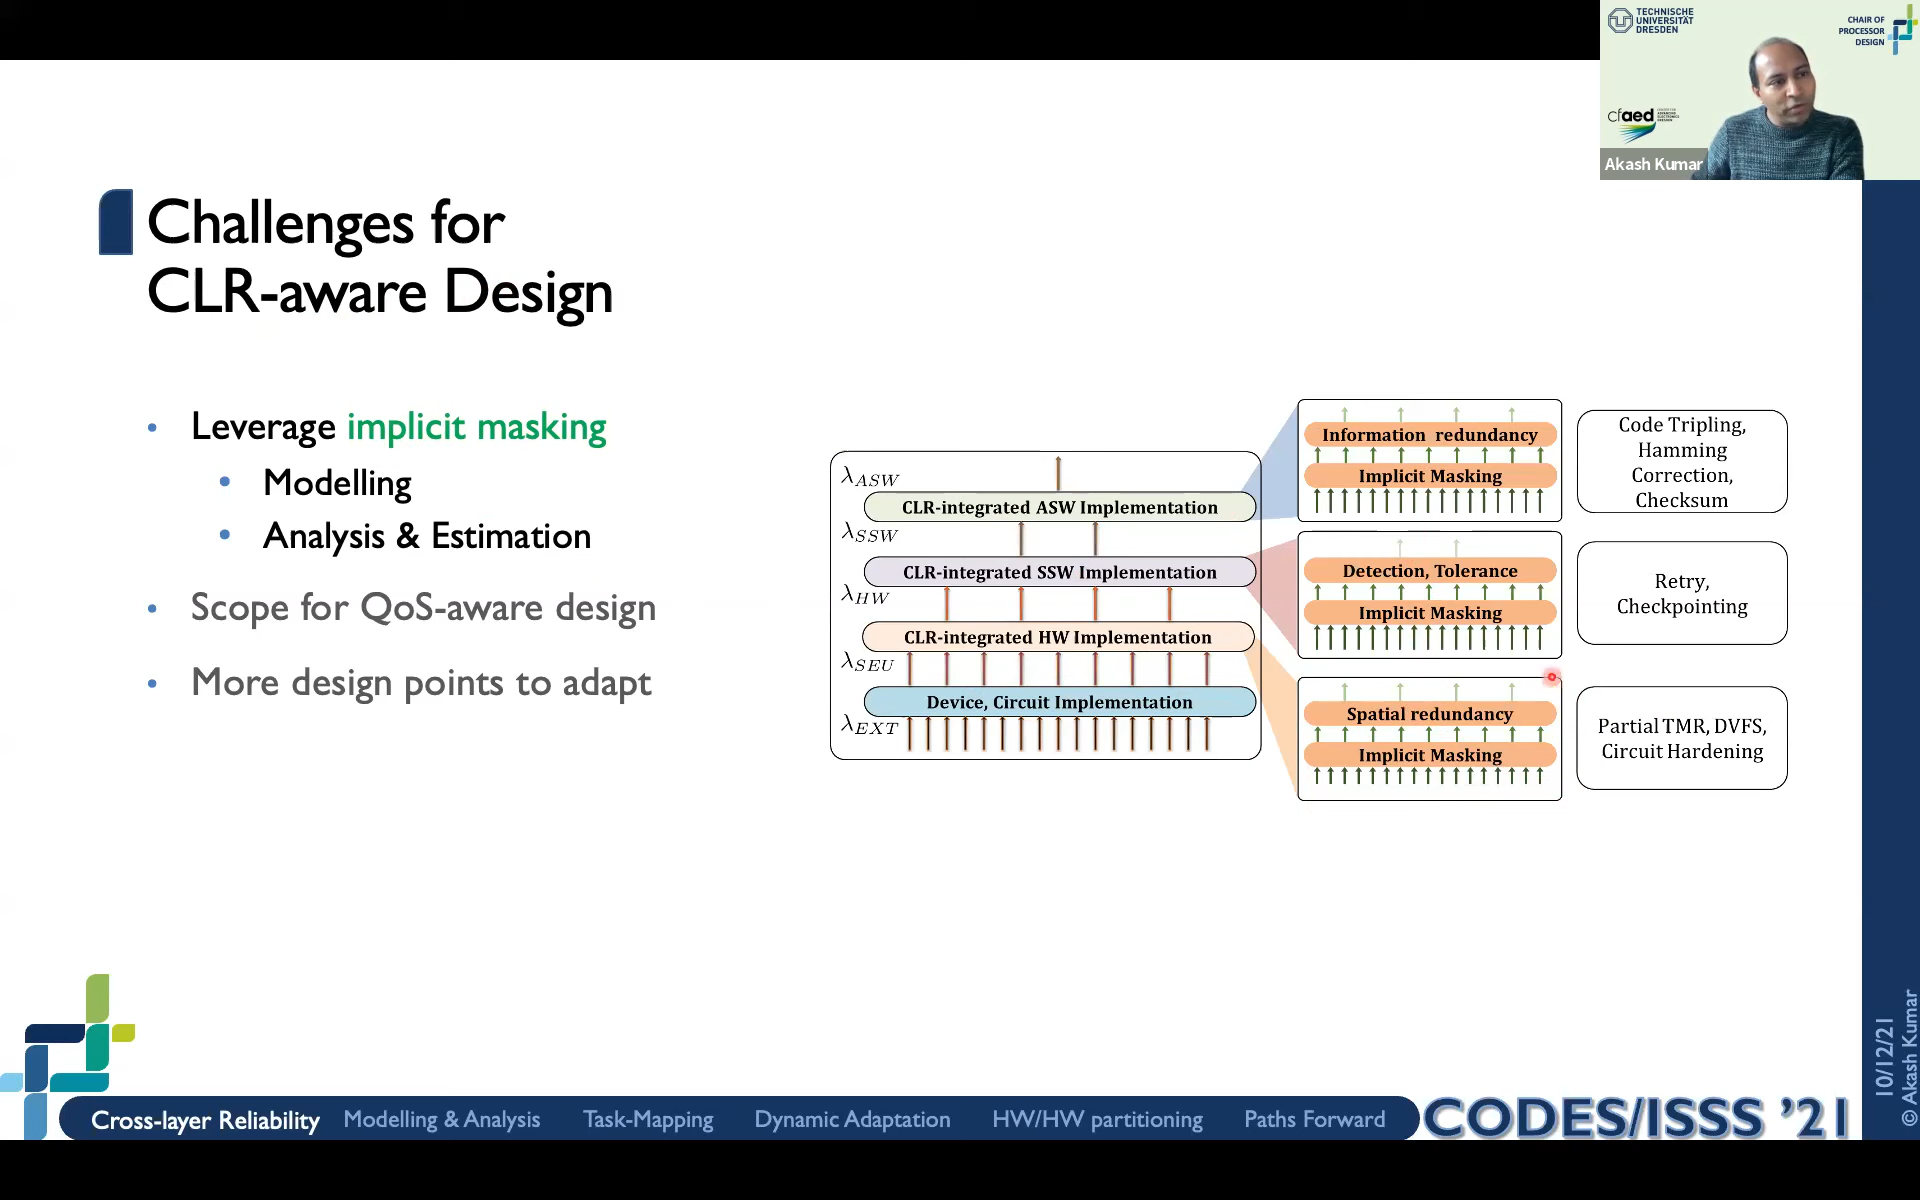 TECHNISCHE
UNIVERSITÄT
DRESDEN
CHAIR OF
PROCESSOR
DESIGN
cfaed
Akash Kumar
Challenges for
CLR-aware Design
• Leverage implicit masking
• Modelling
• Analysis & Estimation
• Scope for QoS-aware design
• More design points to adapt
λASW
CLR-integrated ASW Implementation
λSSW
CLR-integrated SSW Implementation
λHW
CLR-integrated HW Implementation
λSEU
Device, Circuit Implementation
λEXT
Information redundancy
Implicit Masking
Code Tripling,
Hamming
Correction,
Checksum
Detection, Tolerance
Implicit Masking
Retry,
Checkpointing
Spatial redundancy
Implicit Masking
Partial TMR, DVFS,
Circuit Hardening
10/12/21
© Akash Kumar
Cross-layer Reliability Modelling & Analysis Task-Mapping Dynamic Adaptation HW/HW partitioning Paths Forward
CODES/ISSS ’21